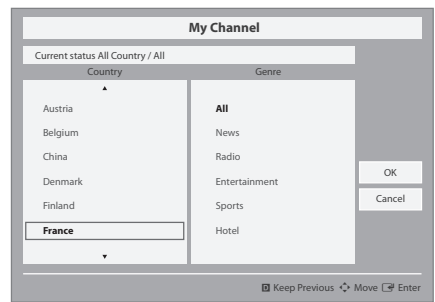 My Channel
Current status All Country / All
Country
Genre
Austria
Belgium
China
Denmark
Finland
France
All
News
Radio
Entertainment
Sports
Hotel
OK
Cancel
D Keep Previous Move Enter